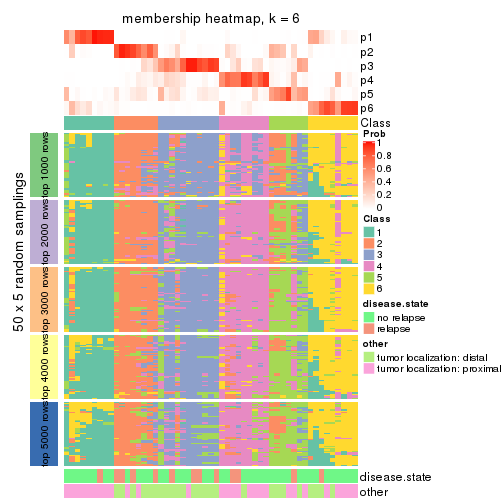 membership heatmap, k = 6
p1
p2
p3
p4
p5
p6
Class
50 x 5 random samplings
top 1000 rows
top 2000 rows
top 3000 rows
top 4000 rows
top 5000 rows
Prob
1
0.8
0.6
0.4
0.2
0
Class
1
2
3
4
5
6
disease.state
no relapse
relapse
other
tumor localization: distal
tumor localization: proximal
disease.state
other